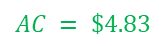 AC = $4.83